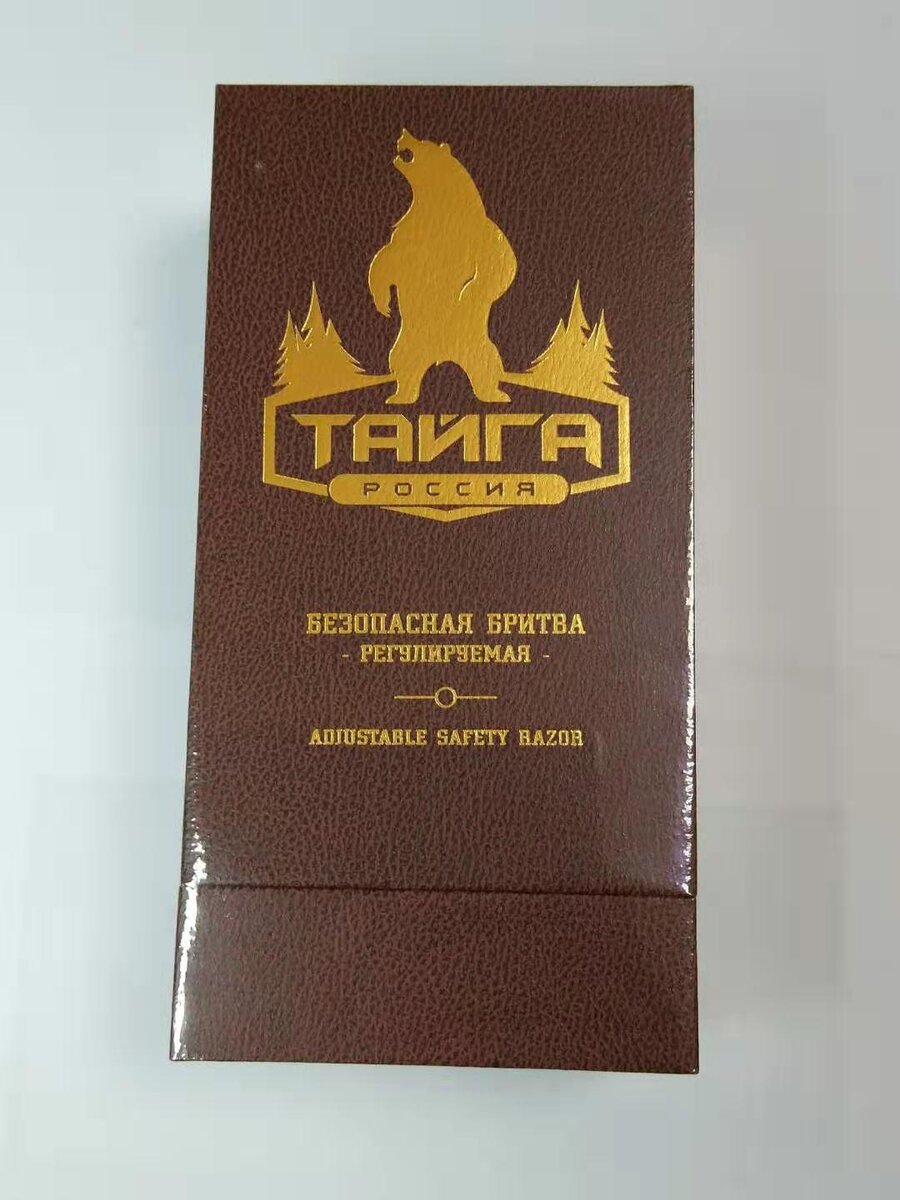 ТАЙГА
РОССИЯ
БЕЗОПАСНАЯ БРИТВА
- РЕГУЛИРУЕМАЯ -
ADJUSTABLE SAFETY RAZOR